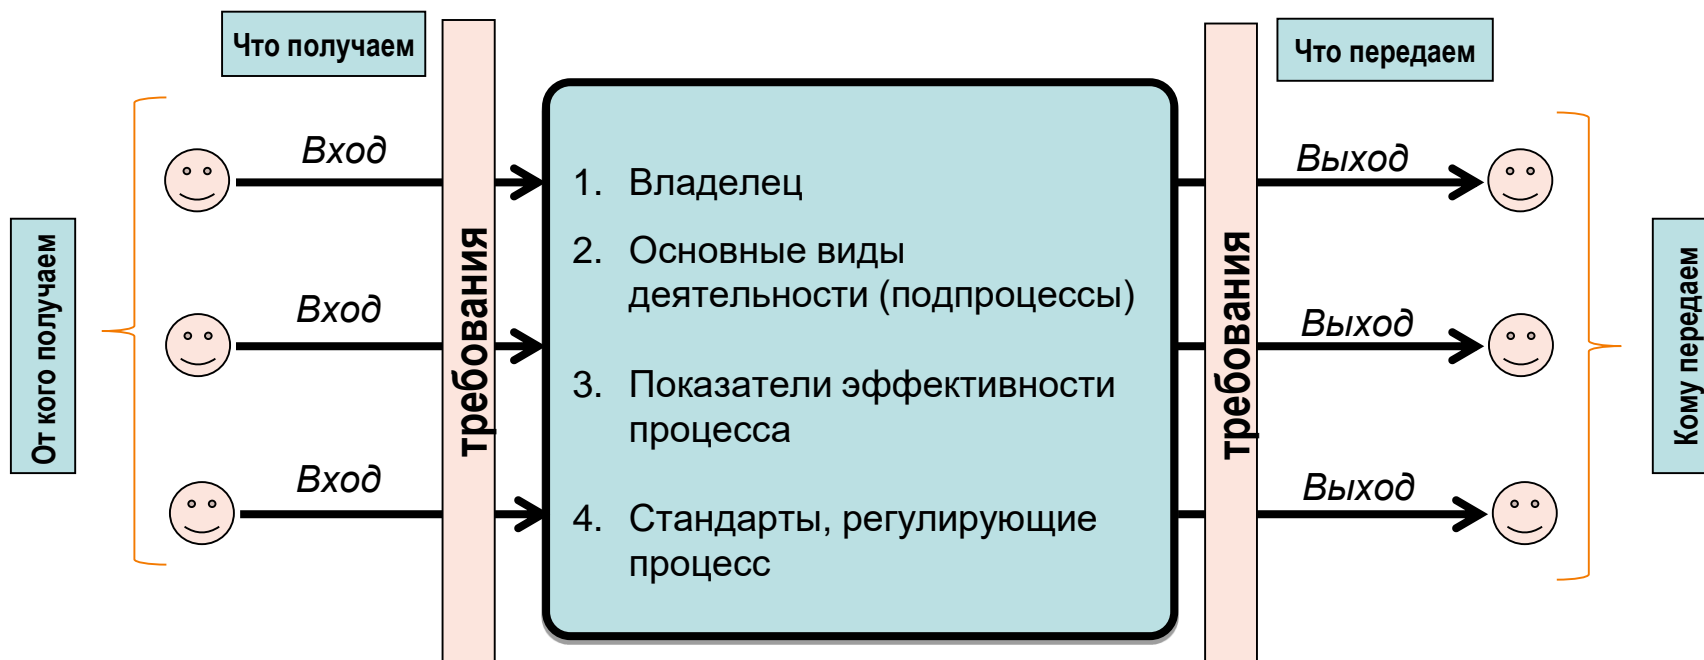 Что получаем
Что передаем
От кого получаем
Вход
Вход
Вход
требования
1. Владелец
2. Основные виды
деятельности (подпроцессы)
3. Показатели эффективности
процесса
4. Стандарты, регулирующие
процесс
требования
Выход
Выход
Выход
Кому передаем